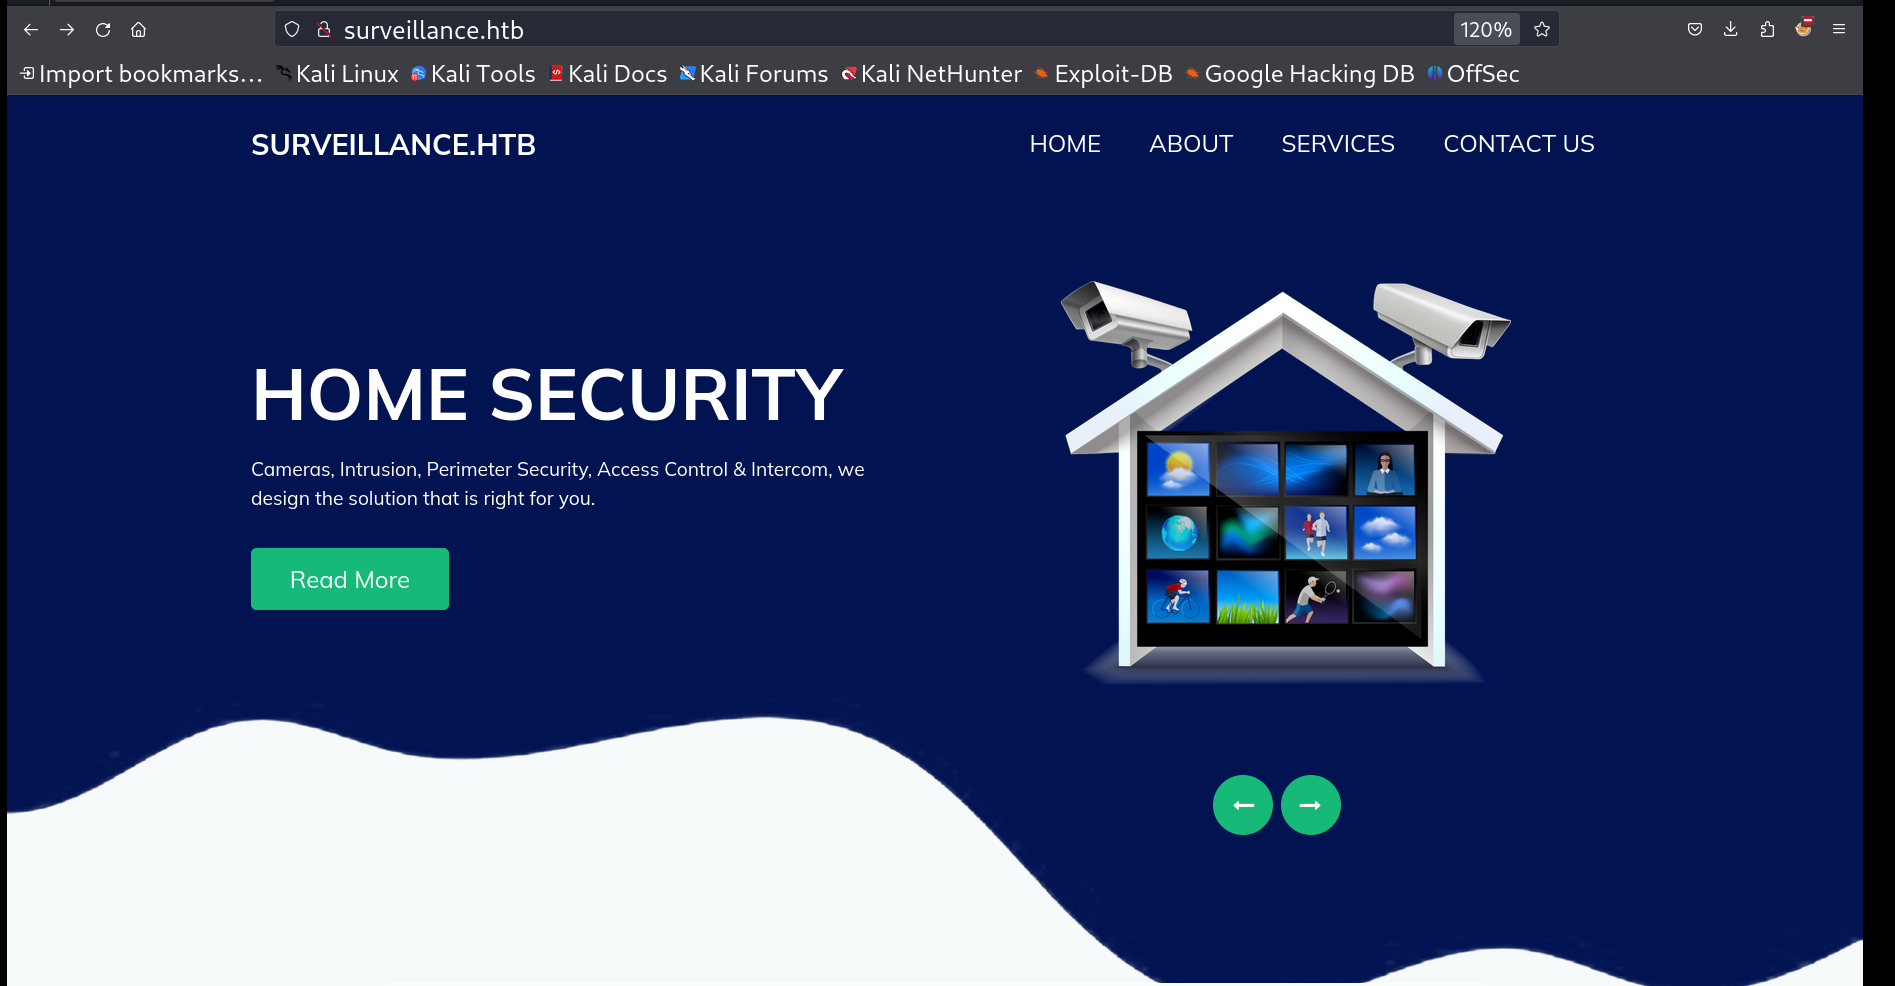 surveillance.htb
120%
Import bookmarks... Kali Linux Kali Tools Kali Docs Kali Forums Kali NetHunter Exploit-DB Google Hacking DB OffSec
SURVEILLANCE.HTB
HOME ABOUT SERVICES CONTACT US
HOME SECURITY
Cameras, Intrusion, Perimeter Security, Access Control & Intercom, we
design the solution that is right for you.
Read More